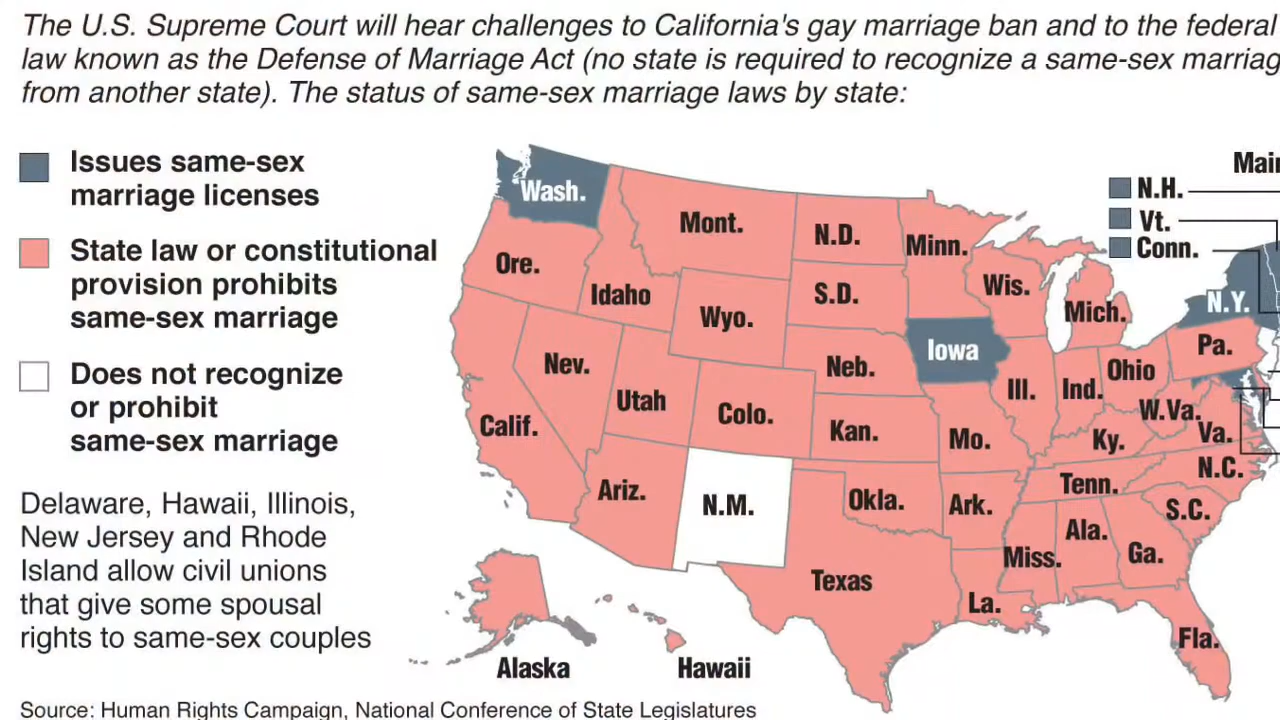 The U.S. Supreme Court will hear challenges to California's gay marriage ban and to the federal
law known as the Defense of Marriage Act (no state is required to recognize a same-sex marriag
from another state). The status of same-sex marriage laws by state:
Issues same-sex
marriage licenses
State law or constitutional
provision prohibits
same-sex marriage
Does not recognize
or prohibit
same-sex marriage
Delaware, Hawaii, Illinois,
New Jersey and Rhode
Island allow civil unions
that give some spousal
rights to same-sex couples
Source: Human Rights Campaign, National Conference of State Legislatures
Main
N.H.
Vt.
Conn.
Wash.
Mont.
N.D.
Minn.
Ore.
Idaho
S.D.
Wis.
Mich.
N.Y.
Wyo.
Iowa
Pa.
Nev.
Neb.
Ohio
Utah
Colo.
Ill.
Ind.
W.Va.
Calif.
Kan.
Mo.
Ky.
Va.
N.C.
Ariz.
N.M.
Okla.
Ark.
Tenn.
S.C.
Miss.
Ala.
Ga.
Texas
La.
Fla.
Alaska
Hawaii